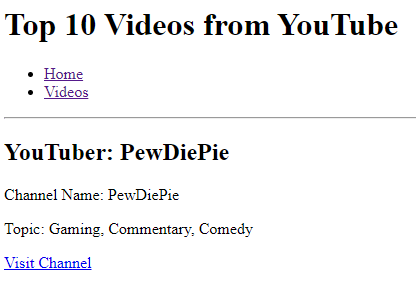 Top 10 Videos from YouTube
Home
Videos
YouTuber: PewDiePie
Channel Name: PewDiePie
Topic: Gaming, Commentary, Comedy
Visit Channel